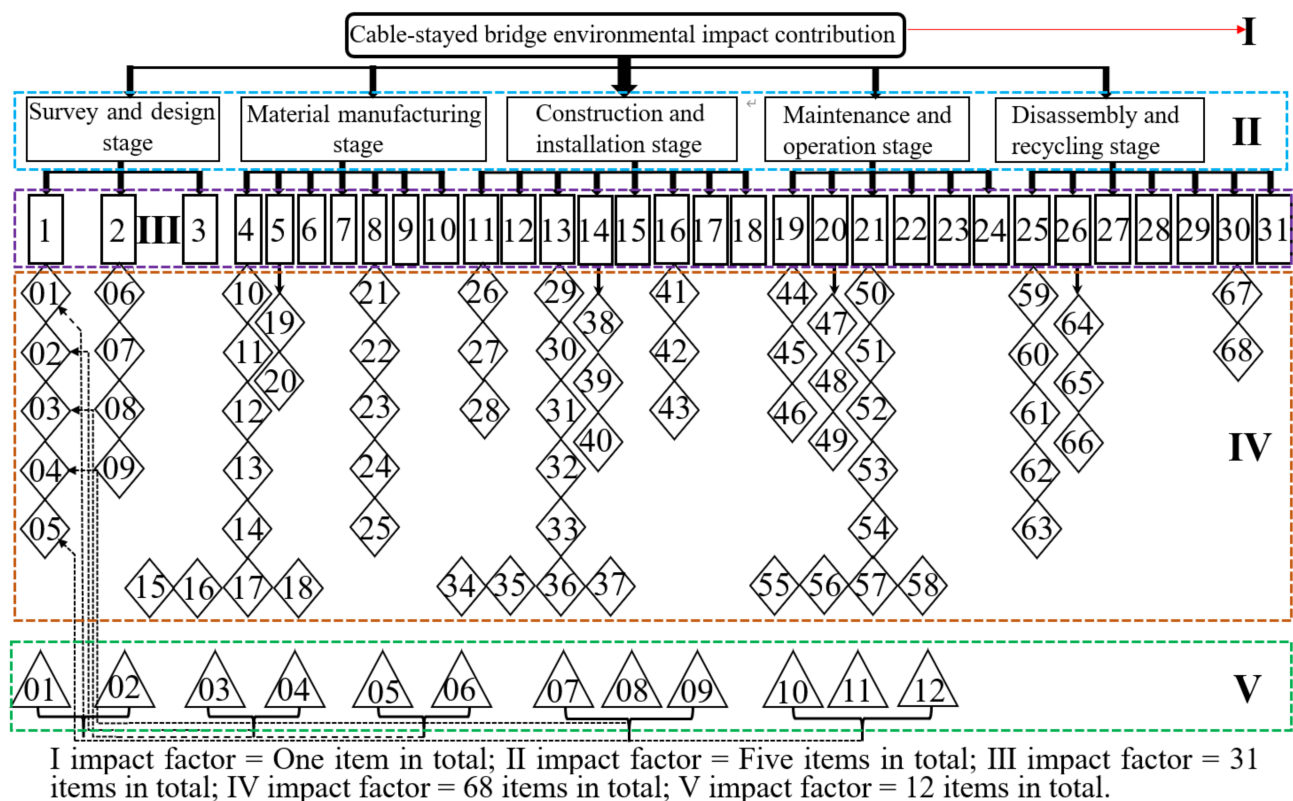 Cable-stayed bridge environmental impact contribution I
Survey and design stage
Material manufacturing stage
Construction and installation stage
Maintenance and operation stage
Disassembly and recycling stage
II
1 2 III 3 4 5 6 7 8 9 10 11 12 13 14 15 16 17 18 19 20 21 22 23 24 25 26 27 28 29 30 31
01 06 10 21 26 29 41 44 50 59 67
19 38 47 64
02 07 11 22 27 30 42 45 51 60 68
20 39 48 65
03 08 12 23 28 31 43 46 52 61
40 49 66
IV
04 09 13 24 32 53 62
05 14 25 33 54 63
15 16 17 18 34 35 36 37 55 56 57 58
01 02 03 04 05 06 07 08 09 10 11 12 V
I impact factor = One item in total; II impact factor = Five items in total; III impact factor = 31
items in total; IV impact factor = 68 items in total; V impact factor = 12 items in total.